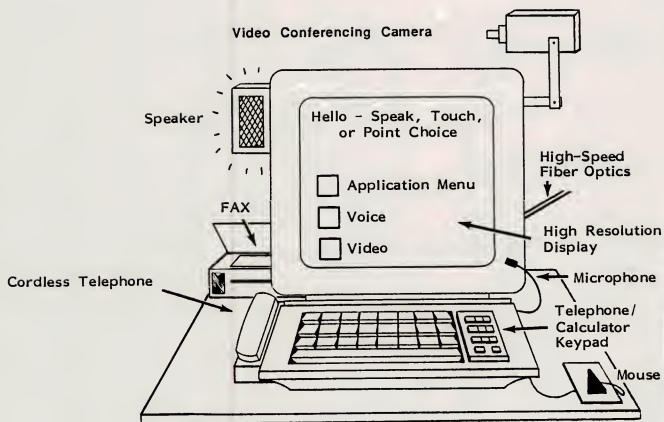 Video Conferencing Camera
Speaker
Hello - Speak, Touch,
or Point Choice
Application Menu
Voice
Video
High-Speed
Fiber Optics
FAX
High Resolution
Display
Cordless Telephone
Microphone
Telephone/
Calculator
Keypad
Mouse